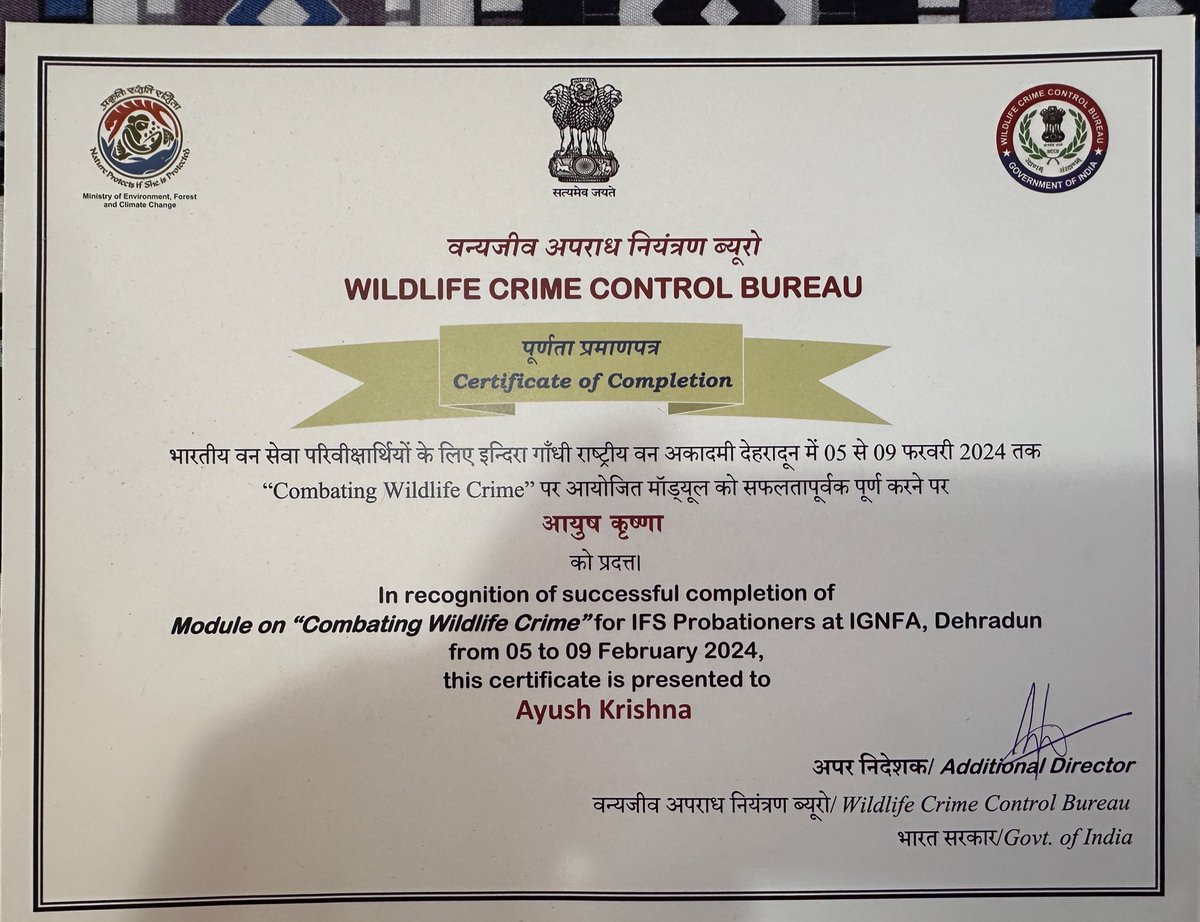 प्रकृतिः रक्षति रक्षिता
Nature Protects if She is Protected
Ministry of Environment, Forest
and Climate Change
सत्यमेव जयते
WILDLIFE CRIME CONTROL BUREAU
GOVERNMENT OF INDIA
वन्यजीव अपराध नियंत्रण ब्यूरो
WILDLIFE CRIME CONTROL BUREAU
पूर्णता प्रमाणपत्र
Certificate of Completion
भारतीय वन सेवा परिवीक्षार्थियों के लिए इन्दिरा गाँधी राष्ट्रीय वन अकादमी देहरादून में 05 से 09 फरवरी 2024 तक
“Combating Wildlife Crime” पर आयोजित मॉड्यूल को सफलतापूर्वक पूर्ण करने पर
आयुष कृष्णा
को प्रदत्त।
In recognition of successful completion of
Module on “Combating Wildlife Crime” for IFS Probationers at IGNFA, Dehradun
from 05 to 09 February 2024,
this certificate is presented to
Ayush Krishna
अपर निदेशक/ Additional Director
वन्यजीव अपराध नियंत्रण ब्यूरो/ Wildlife Crime Control Bureau
भारत सरकार/Govt. of India